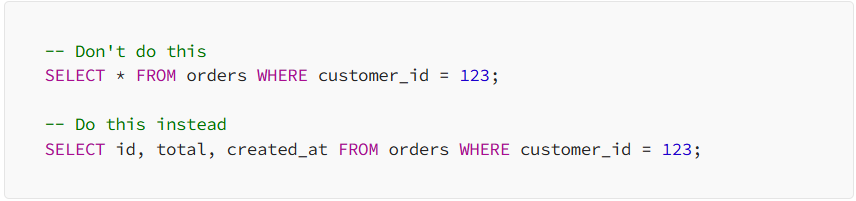 -- Don't do this
SELECT * FROM orders WHERE customer_id = 123;
-- Do this instead
SELECT id, total, created_at FROM orders WHERE customer_id = 123;